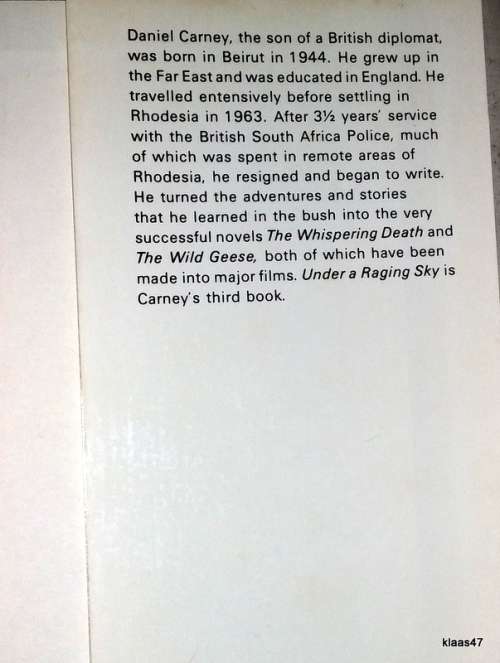 Daniel Carney, the son of a British diplomat,
was born in Beirut in 1944. He grew up in
the Far East and was educated in England. He
travelled entensively before settling in
Rhodesia in 1963. After 3½ years' service
with the British South Africa Police, much
of which was spent in remote areas of
Rhodesia, he resigned and began to write.
He turned the adventures and stories
that he learned in the bush into the very
successful novels The Whispering Death and
The Wild Geese, both of which have been
made into major films. Under a Raging Sky is
Carney's third book.
klaas47